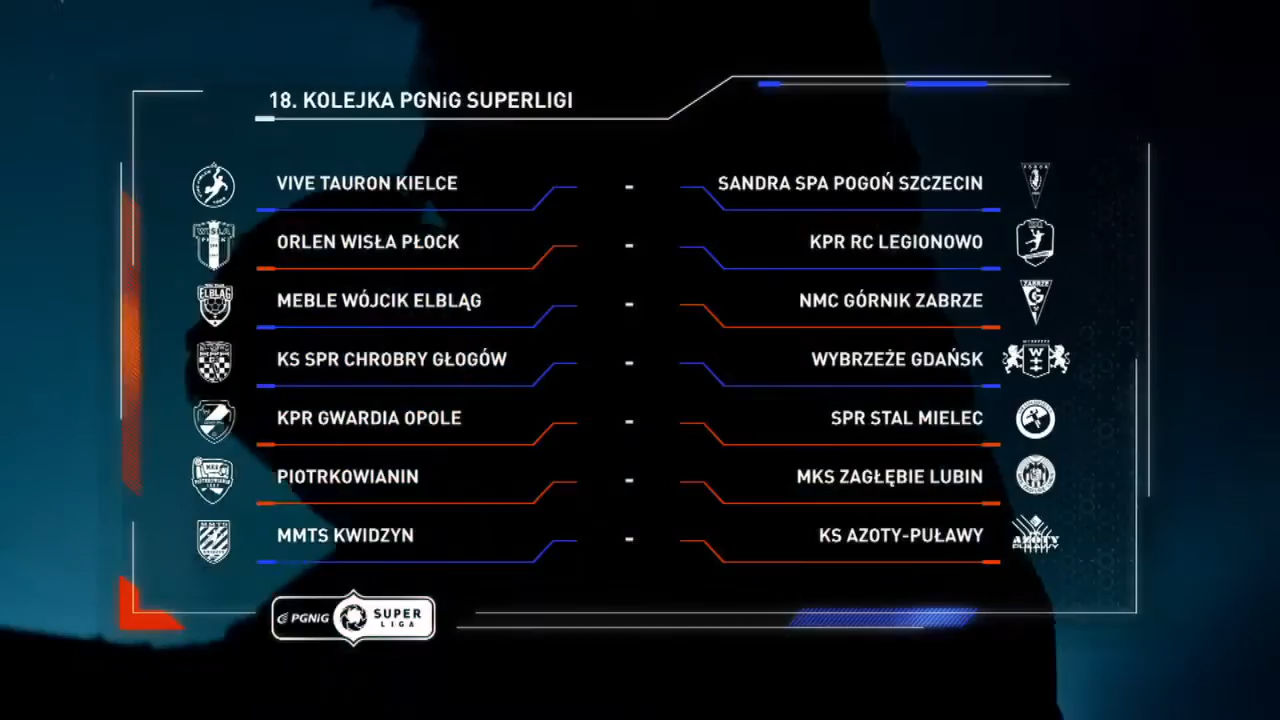 18. KOLEJKA PGNiG SUPERLIGI
VIVE TAURON KIELCE - SANDRA SPA POGOŃ SZCZECIN
ORLEN WISŁA PŁOCK - KPR RC LEGIONOWO
MEBLE WÓJCIK ELBLĄG - NMC GÓRNIK ZABRZE
KS SPR CHROBRY GŁOGÓW - WYBRZEŻE GDAŃSK
KPR GWARDIA OPOLE - SPR STAL MIELEC
PIOTRKOWIANIN - MKS ZAGŁĘBIE LUBIN
MMTS KWIDZYN - KS AZOTY-PUŁAWY
PGNiG SUPER
LIGA